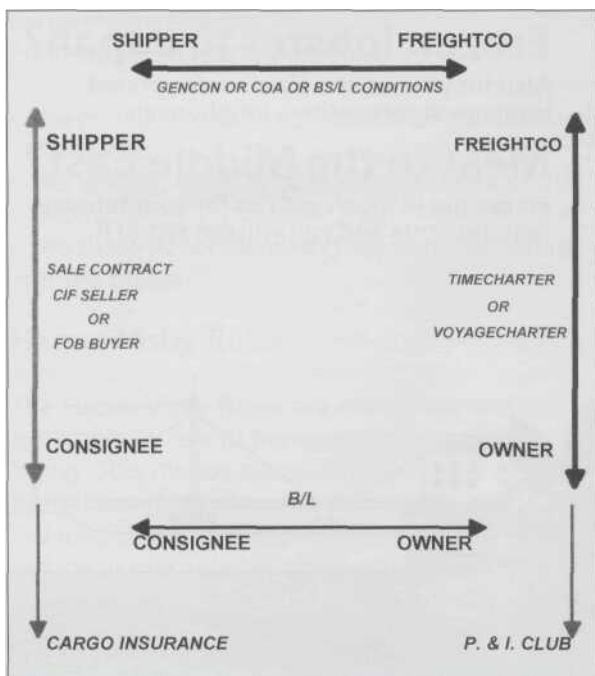 SHIPPER FREIGHTCO
GENCON OR COA OR BS/L CONDITIONS
SHIPPER FREIGHTCO
SALE CONTRACT
CIF SELLER
OR
FOB BUYER
TIMECHARTER
OR
VOYAGECHARTER
CONSIGNEE OWNER
B/L
CONSIGNEE OWNER
CARGO INSURANCE P. & I. CLUB